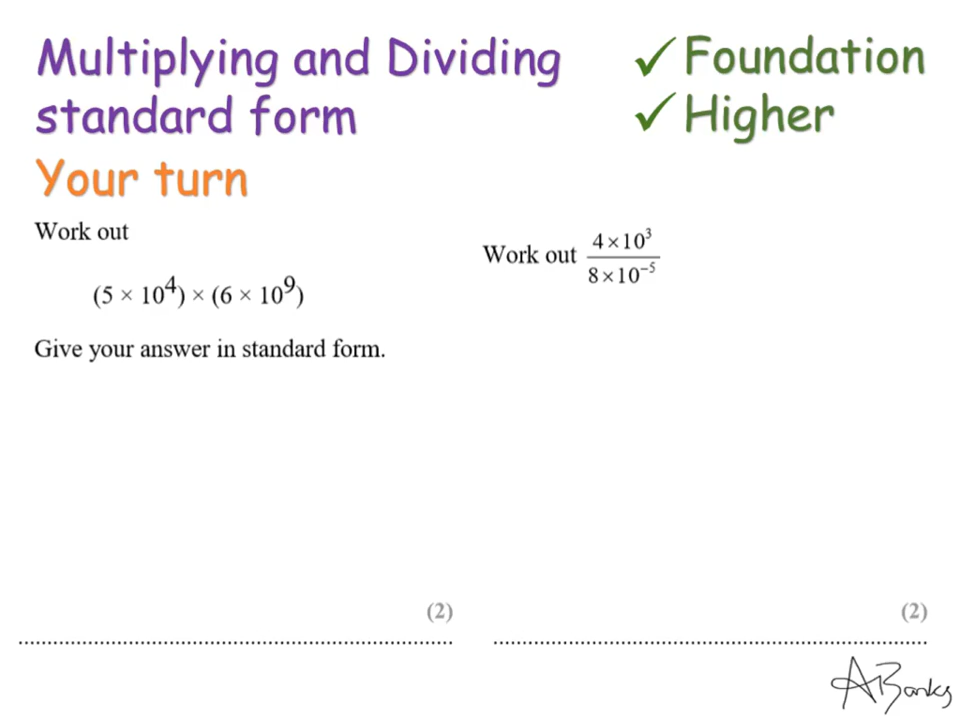 Multiplying and Dividing
standard form
✓ Foundation
✓ Higher
Your turn
Work out
(5 × 10⁴) × (6 × 10⁹)
Give your answer in standard form.
(2)
Work out 4×10³ / 8×10⁻⁵
(2)
ABanks